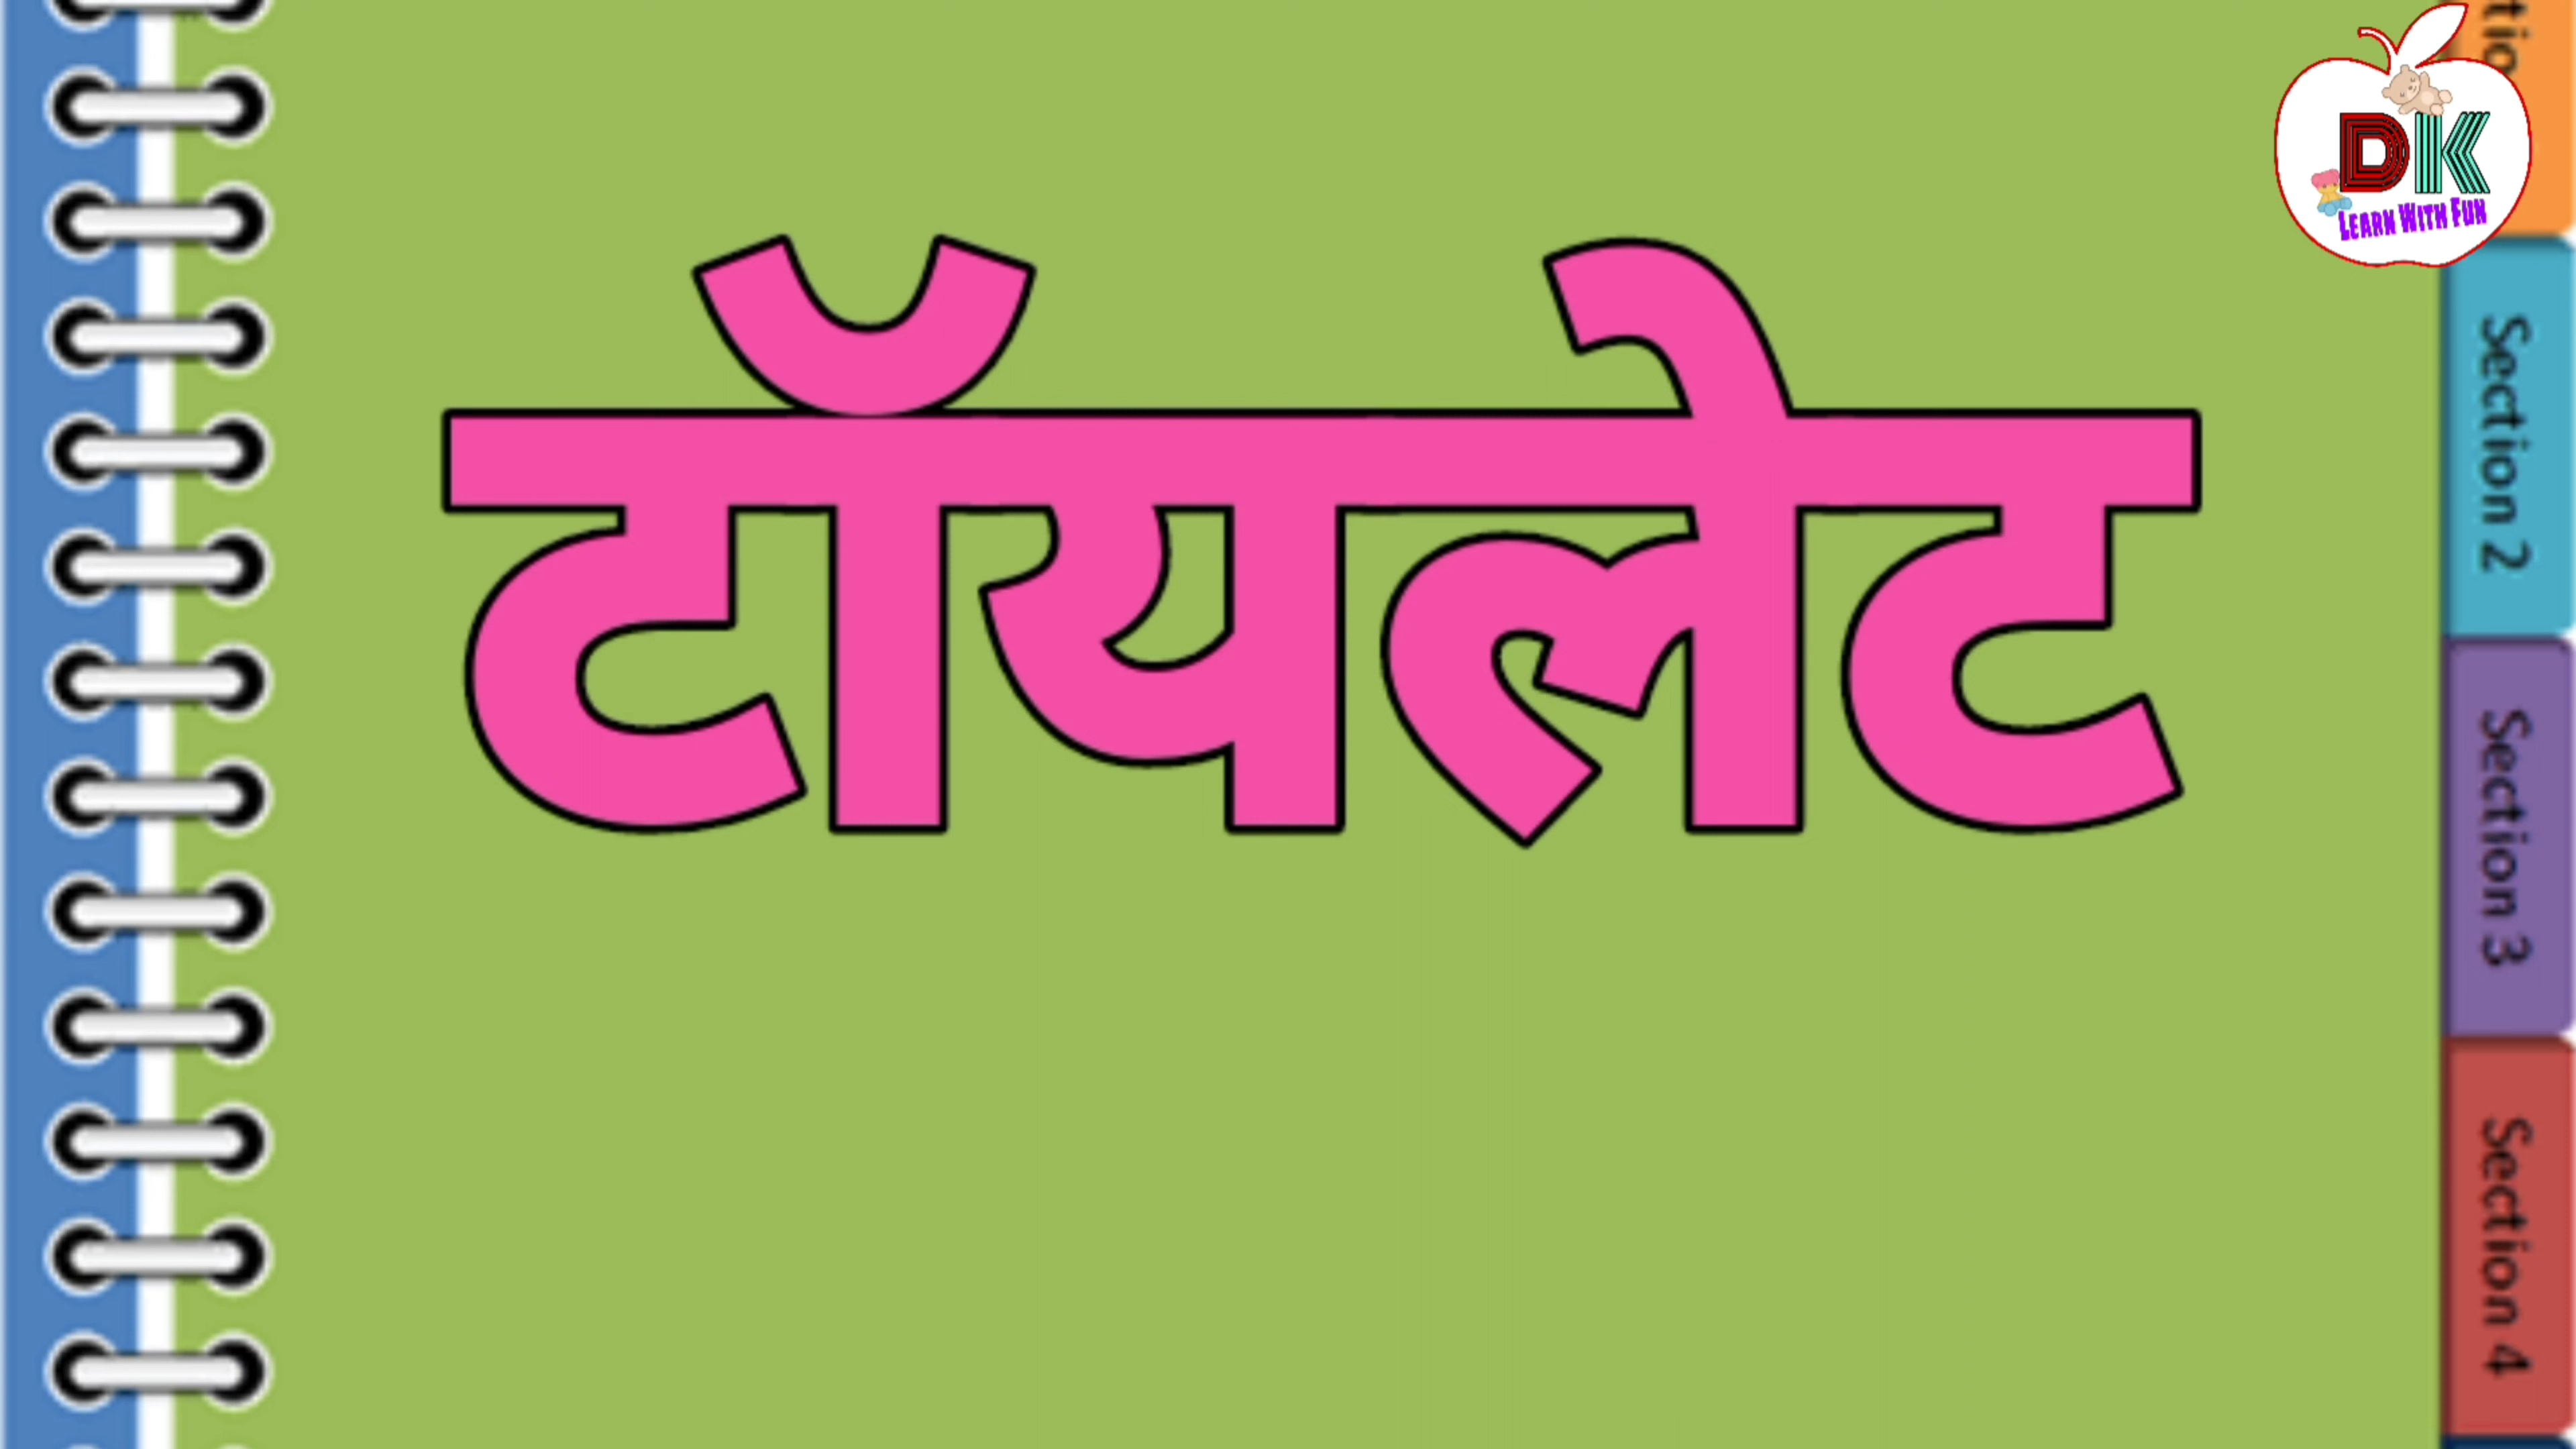 टॉयलेट
DK
LEARN WITH FUN
Section 2
Section 3
Section 4